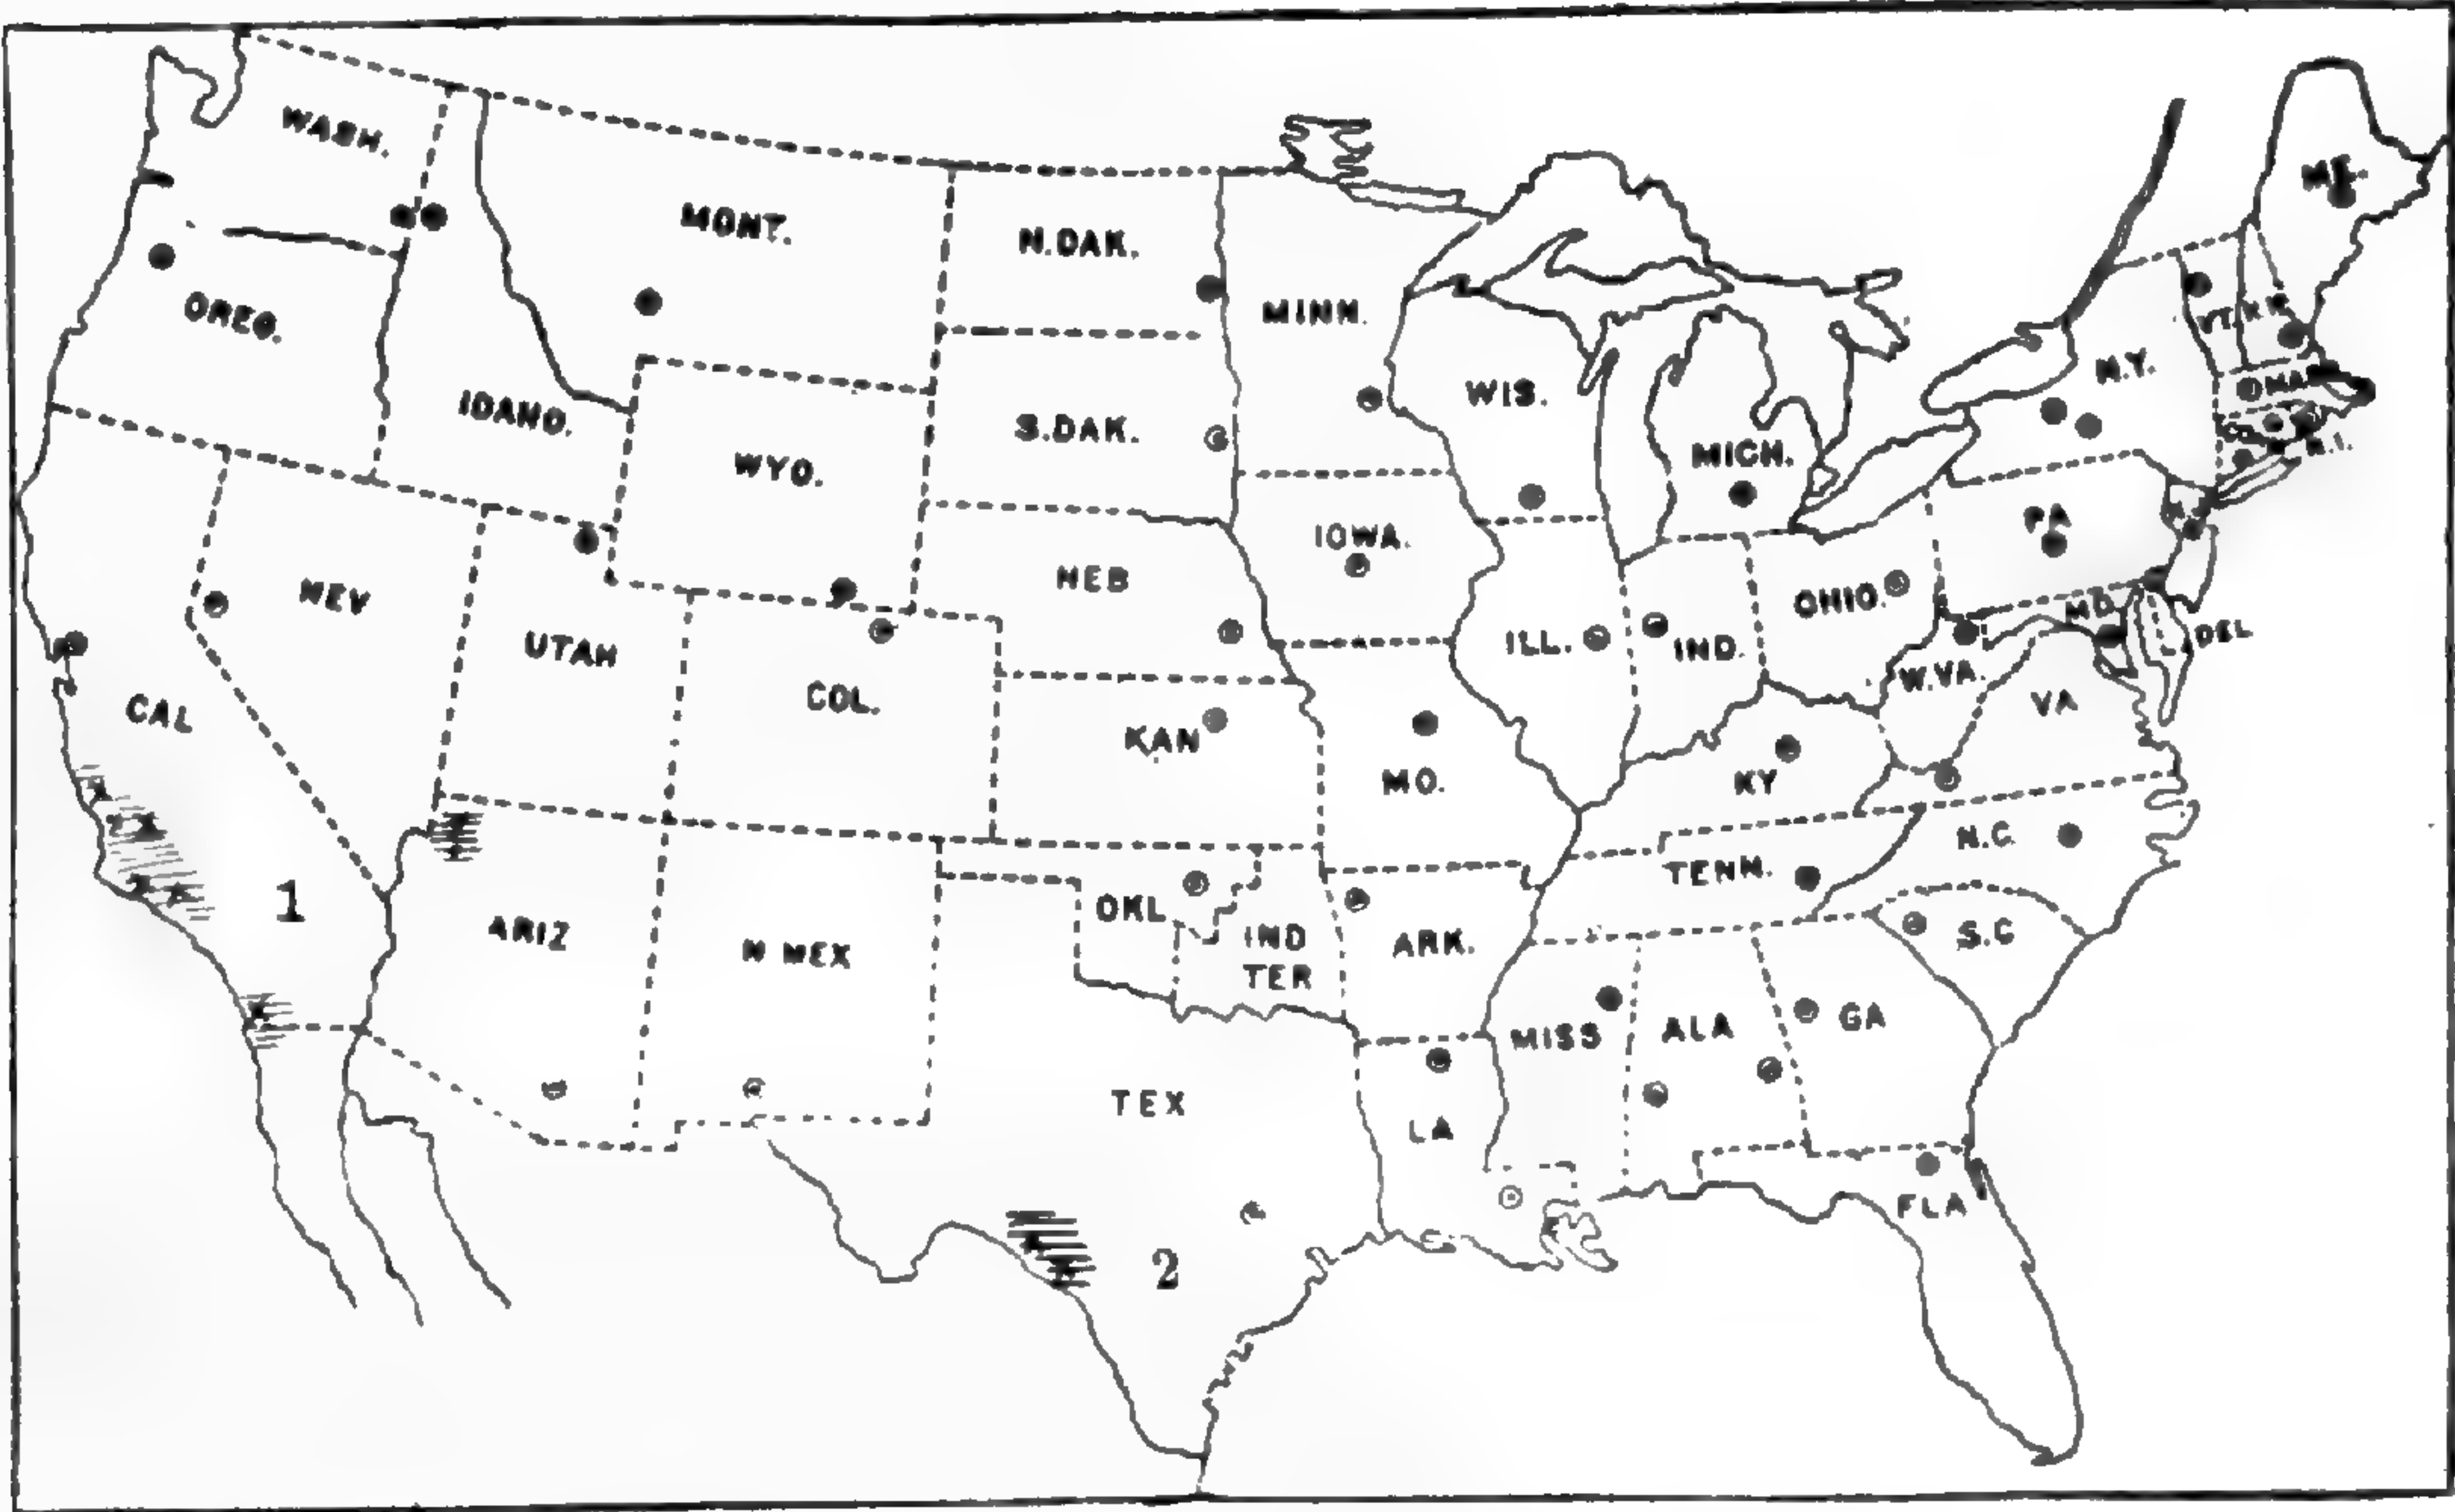 WASH.
MONT.
N.DAK.
MINN.
ME.
OREG.
VT.
N.H.
N.Y.
MA
IDAHO.
WYO.
S.DAK.
WIS.
MICH.
R.I.
IOWA.
PA
NEV
NEB
OHIO.
MD
UTAH
COL.
ILL.
IND.
W.VA.
DEL
CAL
KAN
MO.
KY
VA
TENN.
N.C.
1
ARIZ
N MEX
OKL
IND
TER
ARK.
S.C
MISS
ALA
GA
TEX
LA
FLA
2